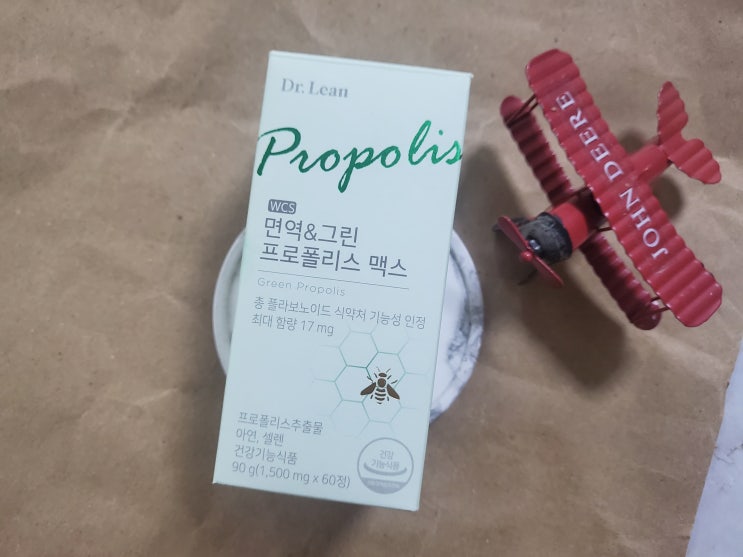 Dr. Lean
Propolis
WCS
면역&그린
프로폴리스 맥스
Green Propolis
총 플라보노이드 식약처 기능성 인정
최대 함량 17 mg
프로폴리스추출물
아연, 셀렌
건강기능식품
90 g(1,500 mg x 60정)
건강
기능식품
JOHN DEERE
JOHN DEERE